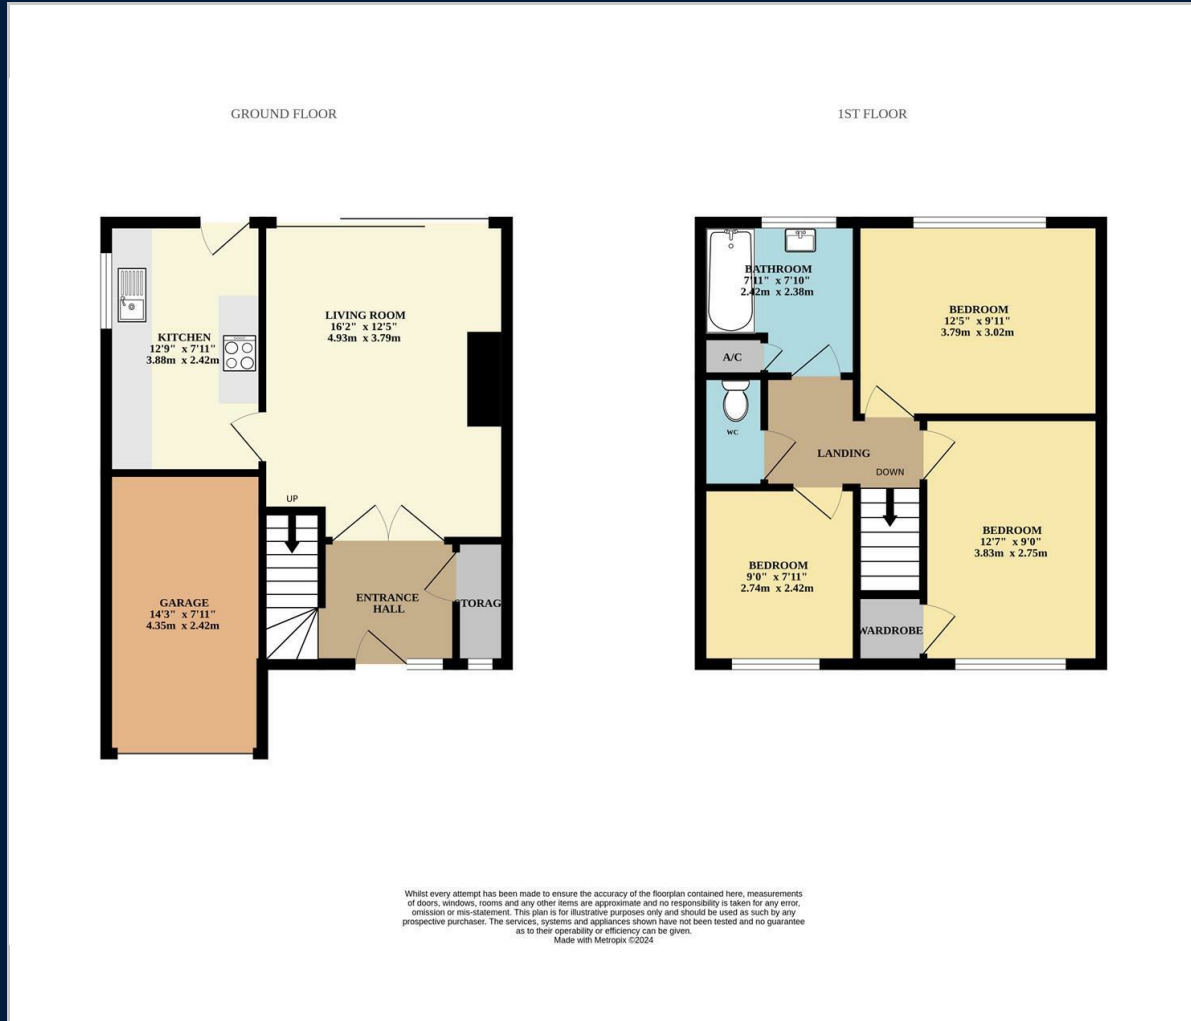 GROUND FLOOR
1ST FLOOR
KITCHEN
12'9" x 7'11"
3.88m x 2.42m
LIVING ROOM
16'2" x 12'5"
4.93m x 3.79m
UP
GARAGE
14'3" x 7'11"
4.35m x 2.42m
ENTRANCE
HALL
STORAG
BATHROOM
7'11" x 7'10"
2.42m x 2.38m
A/C
WC
BEDROOM
12'5" x 9'11"
3.79m x 3.02m
LANDING
DOWN
BEDROOM
12'7" x 9'0"
3.83m x 2.75m
BEDROOM
9'0" x 7'11"
2.74m x 2.42m
WARDROBE
Whilst every attempt has been made to ensure the accuracy of the floorplan contained here, measurements
of doors, windows, rooms and any other items are approximate and no responsibility is taken for any error,
omission or mis-statement. This plan is for illustrative purposes only and should be used as such by any
prospective purchaser. The services, systems and appliances shown have not been tested and no guarantee
as to their operability or efficiency can be given.
Made with Metropix ©2024